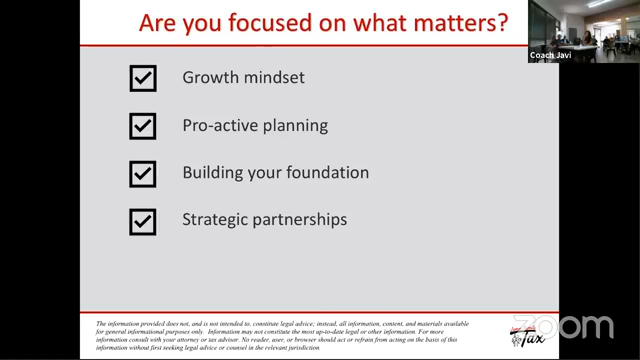 Are you focused on what matters?
Coach Javi
Growth mindset
Pro-active planning
Building your foundation
Strategic partnerships
The information provided does not, and is not intended to, constitute legal advice; instead, all information, content, and materials available
for general informational purposes only. Information may not constitute the most up-to-date legal or other information. For more
information consult with your attorney or tax advisor. No reader, user, or browser should act or refrain from acting on the basis of this
information without first seeking legal advice or counsel in the relevant jurisdiction.
Tax
zoom